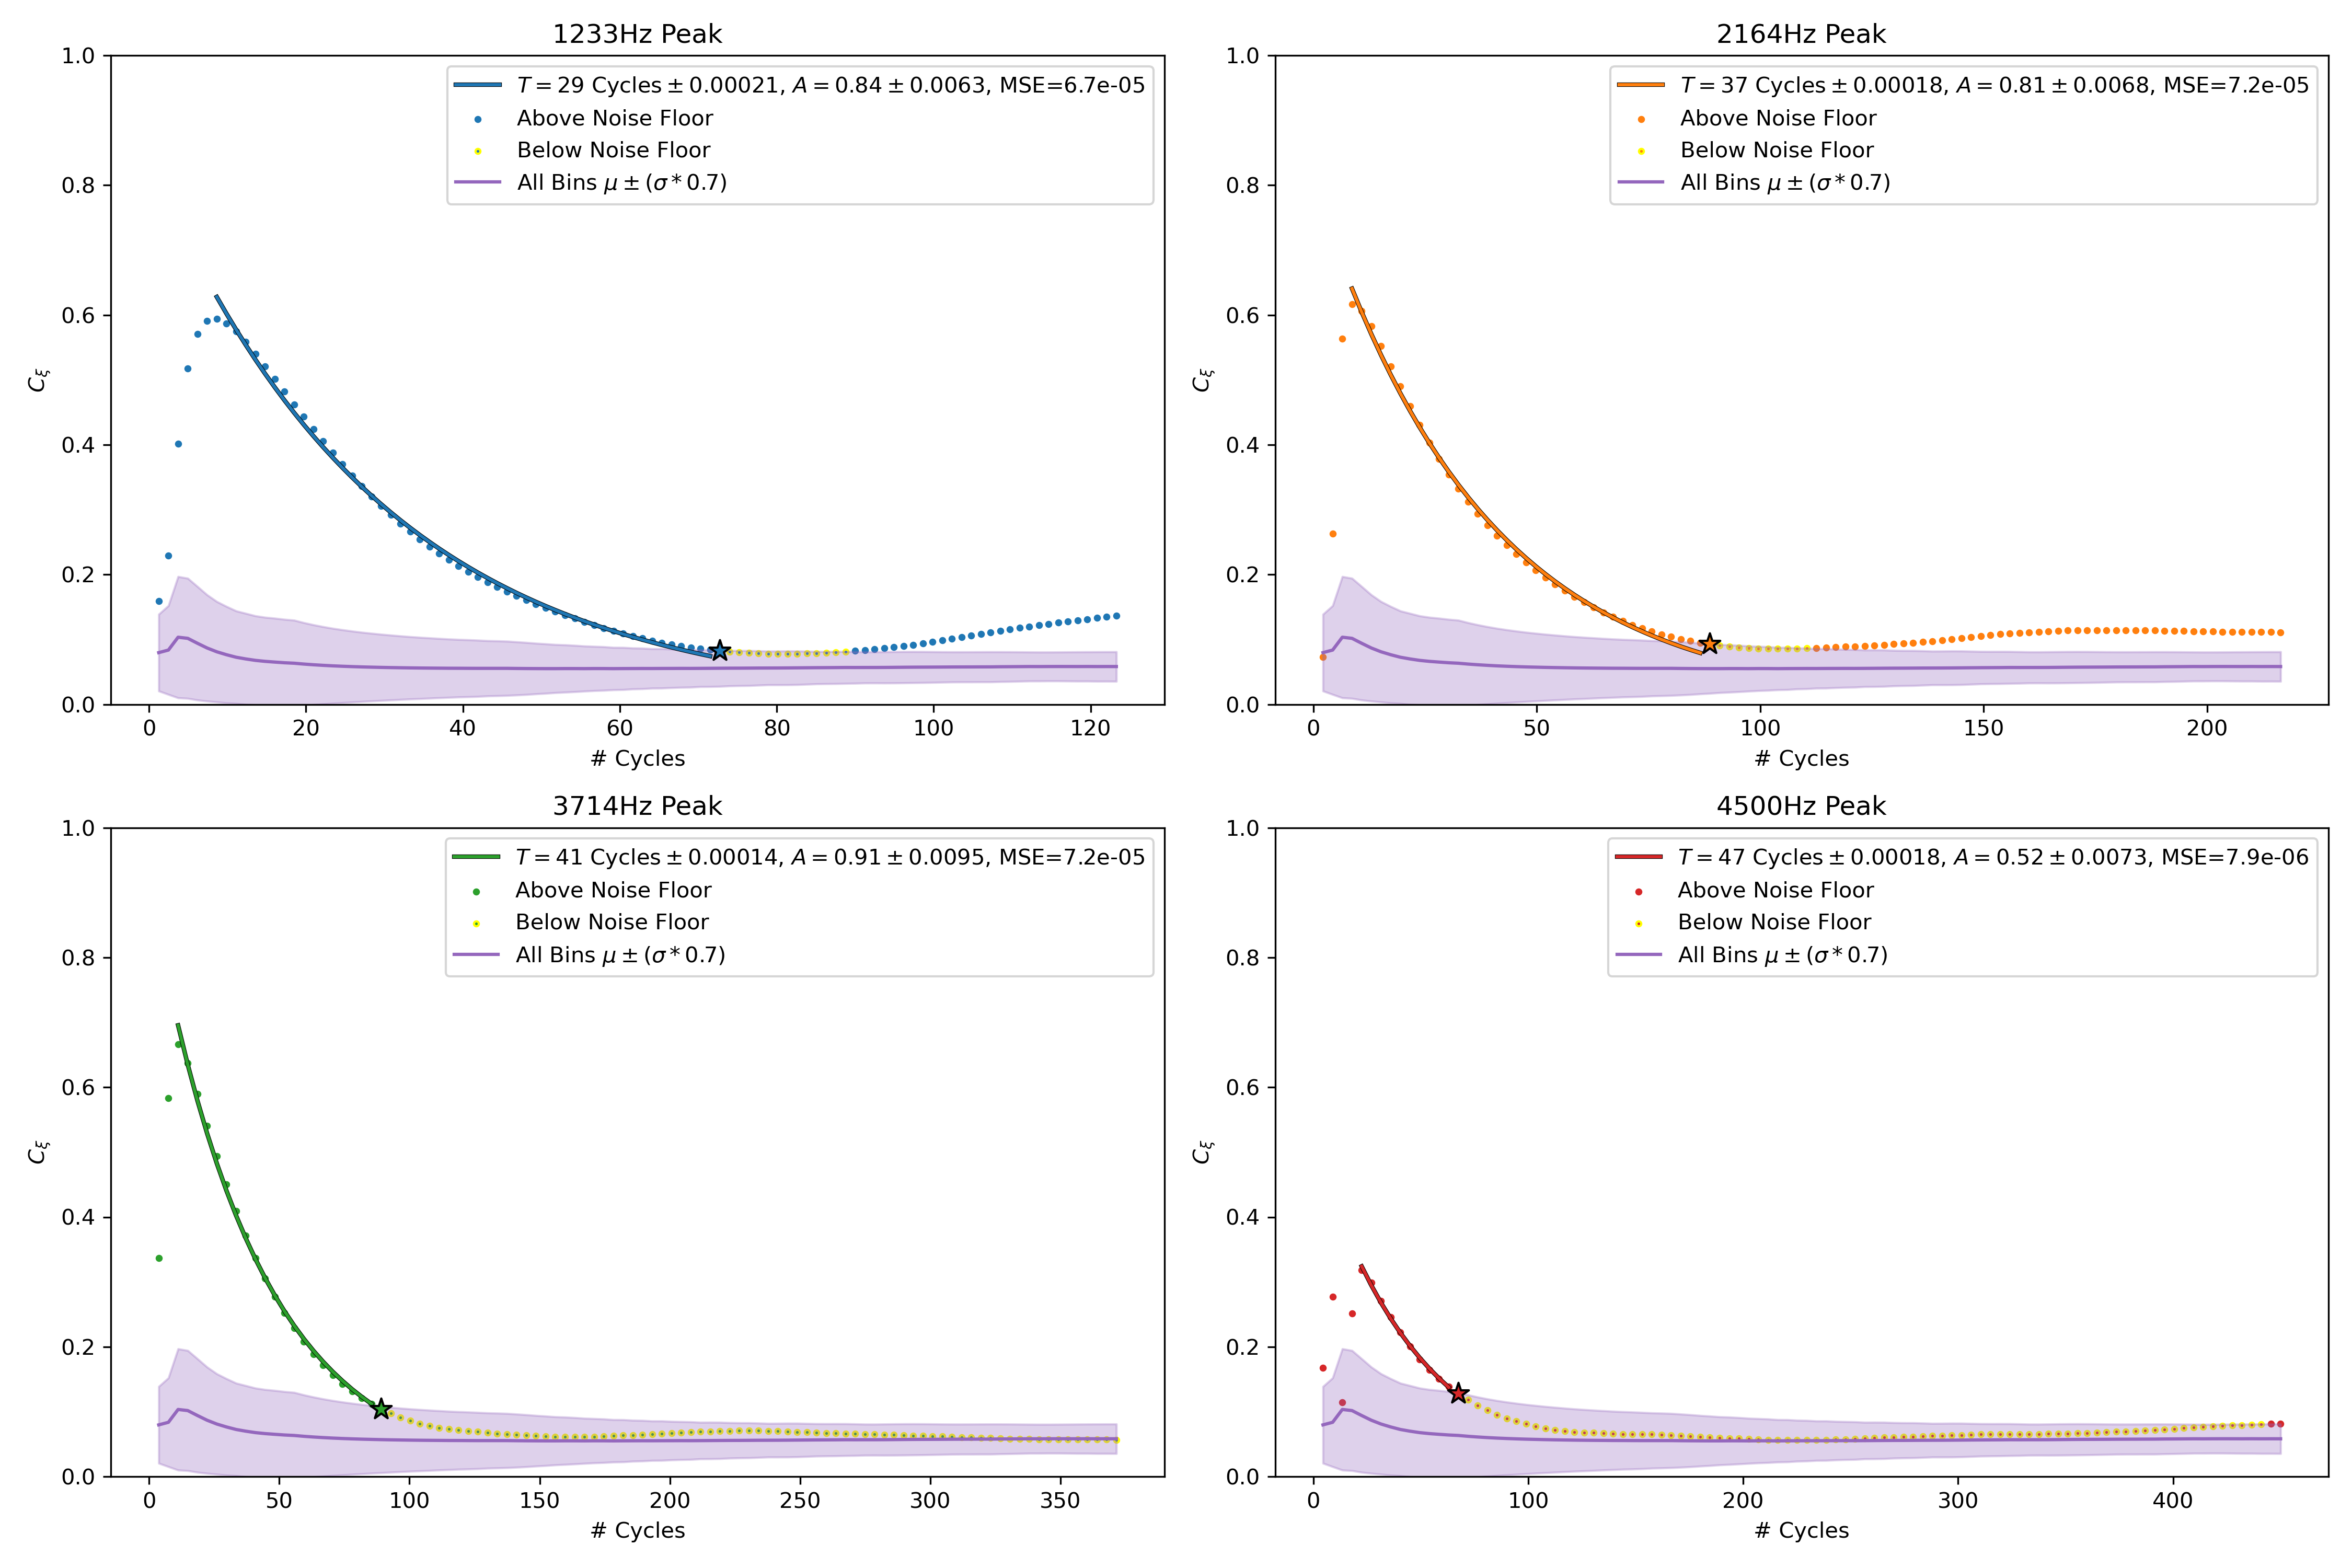 1233Hz Peak
1.0
0.8
0.6
0.4
0.2
0.0
C_ξ
T = 29 Cycles ± 0.00021, A = 0.84 ± 0.0063, MSE=6.7e-05
Above Noise Floor
Below Noise Floor
All Bins μ ± (σ * 0.7)
0 20 40 60 80 100 120
# Cycles
2164Hz Peak
1.0
0.8
0.6
0.4
0.2
0.0
C_ξ
T = 37 Cycles ± 0.00018, A = 0.81 ± 0.0068, MSE=7.2e-05
Above Noise Floor
Below Noise Floor
All Bins μ ± (σ * 0.7)
0 50 100 150 200
# Cycles
3714Hz Peak
1.0
0.8
0.6
0.4
0.2
0.0
C_ξ
T = 41 Cycles ± 0.00014, A = 0.91 ± 0.0095, MSE=7.2e-05
Above Noise Floor
Below Noise Floor
All Bins μ ± (σ * 0.7)
0 50 100 150 200 250 300 350
# Cycles
4500Hz Peak
1.0
0.8
0.6
0.4
0.2
0.0
C_ξ
T = 47 Cycles ± 0.00018, A = 0.52 ± 0.0073, MSE=7.9e-06
Above Noise Floor
Below Noise Floor
All Bins μ ± (σ * 0.7)
0 100 200 300 400
# Cycles